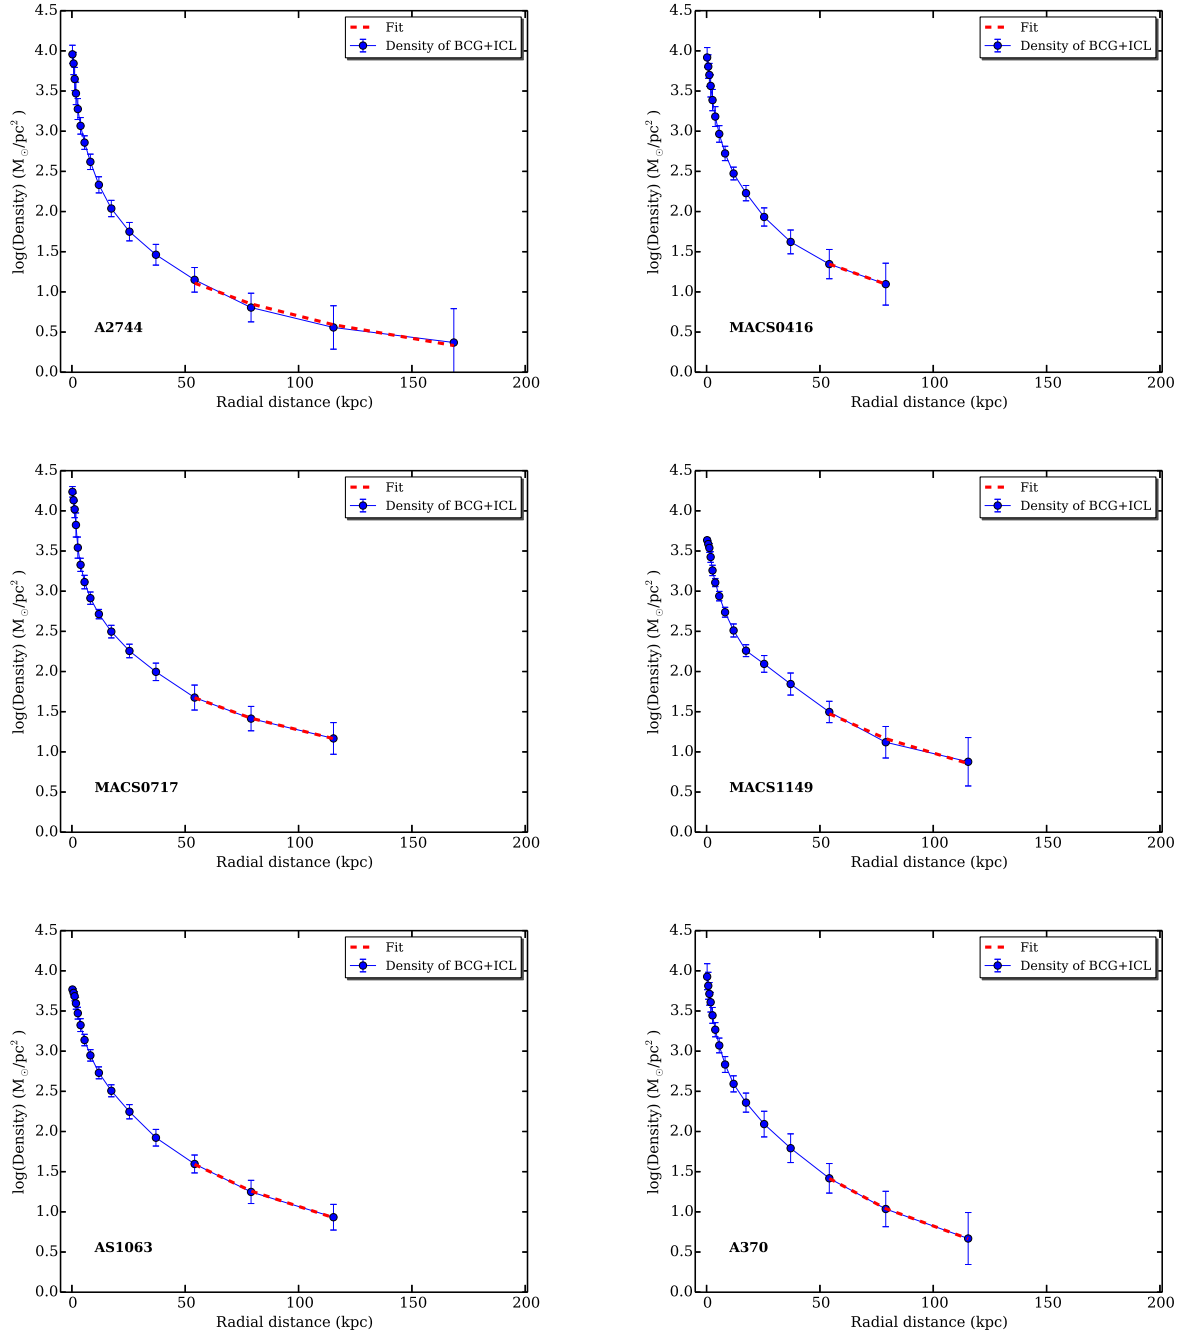 4.5
4.0
3.5
3.0
2.5
2.0
1.5
1.0
0.5
0.0
log(Density) (M☉/pc²)
Fit
Density of BCG+ICL
A2744
0 50 100 150 200
Radial distance (kpc)
4.5
4.0
3.5
3.0
2.5
2.0
1.5
1.0
0.5
0.0
log(Density) (M☉/pc²)
Fit
Density of BCG+ICL
MACS0416
0 50 100 150 200
Radial distance (kpc)
4.5
4.0
3.5
3.0
2.5
2.0
1.5
1.0
0.5
0.0
log(Density) (M☉/pc²)
Fit
Density of BCG+ICL
MACS0717
0 50 100 150 200
Radial distance (kpc)
4.5
4.0
3.5
3.0
2.5
2.0
1.5
1.0
0.5
0.0
log(Density) (M☉/pc²)
Fit
Density of BCG+ICL
MACS1149
0 50 100 150 200
Radial distance (kpc)
4.5
4.0
3.5
3.0
2.5
2.0
1.5
1.0
0.5
0.0
log(Density) (M☉/pc²)
Fit
Density of BCG+ICL
AS1063
0 50 100 150 200
Radial distance (kpc)
4.5
4.0
3.5
3.0
2.5
2.0
1.5
1.0
0.5
0.0
log(Density) (M☉/pc²)
Fit
Density of BCG+ICL
A370
0 50 100 150 200
Radial distance (kpc)